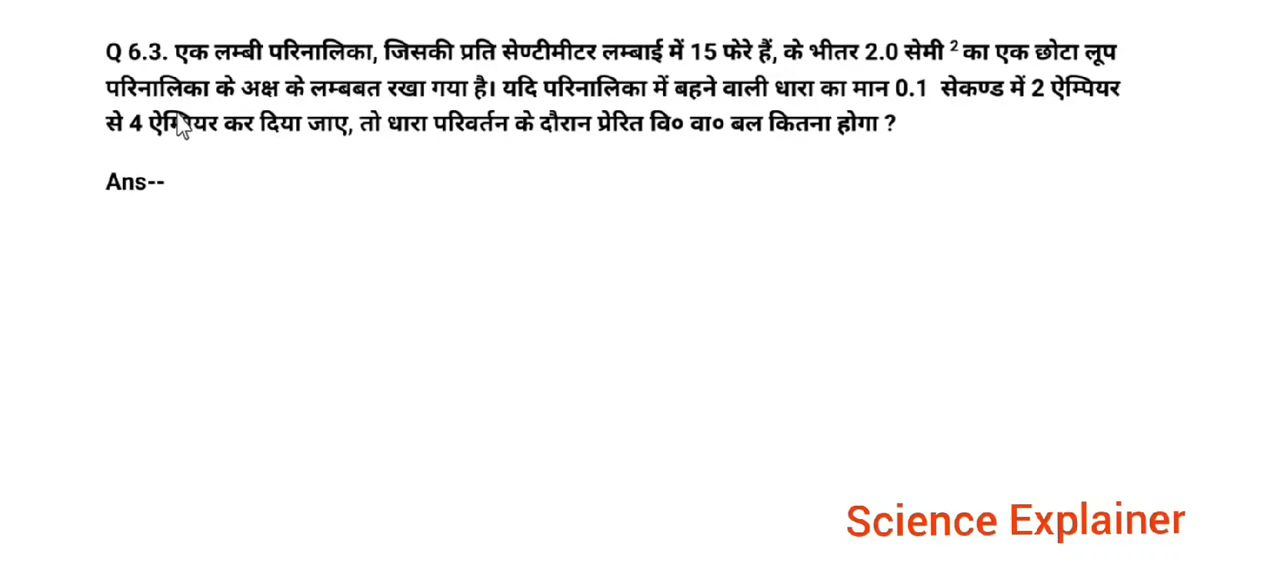 Q 6.3. एक लम्बी परिनालिका, जिसकी प्रति सेण्टीमीटर लम्बाई में 15 फेरे हैं, के भीतर 2.0 सेमी ² का एक छोटा लूप
परिनालिका के अक्ष के लम्बबत रखा गया है। यदि परिनालिका में बहने वाली धारा का मान 0.1 सेकण्ड में 2 ऐम्पियर
से 4 ऐम्पियर कर दिया जाए, तो धारा परिवर्तन के दौरान प्रेरित वि० वा० बल कितना होगा ?
Ans--
Science Explainer